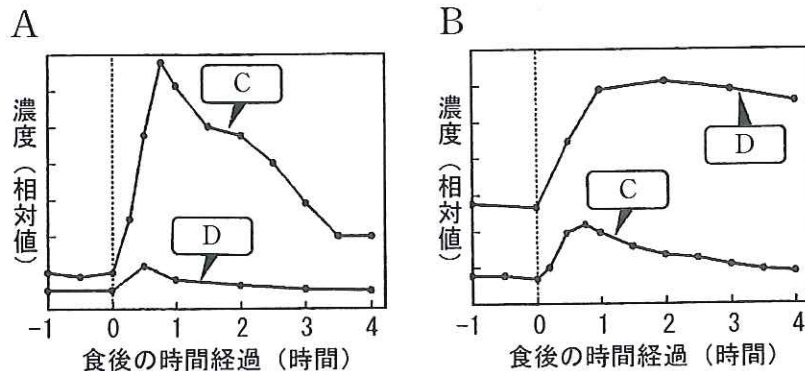 A
濃度（相対値）
C
D
-1 0 1 2 3 4
食後の時間経過（時間）
B
濃度（相対値）
D
C
-1 0 1 2 3 4
食後の時間経過（時間）